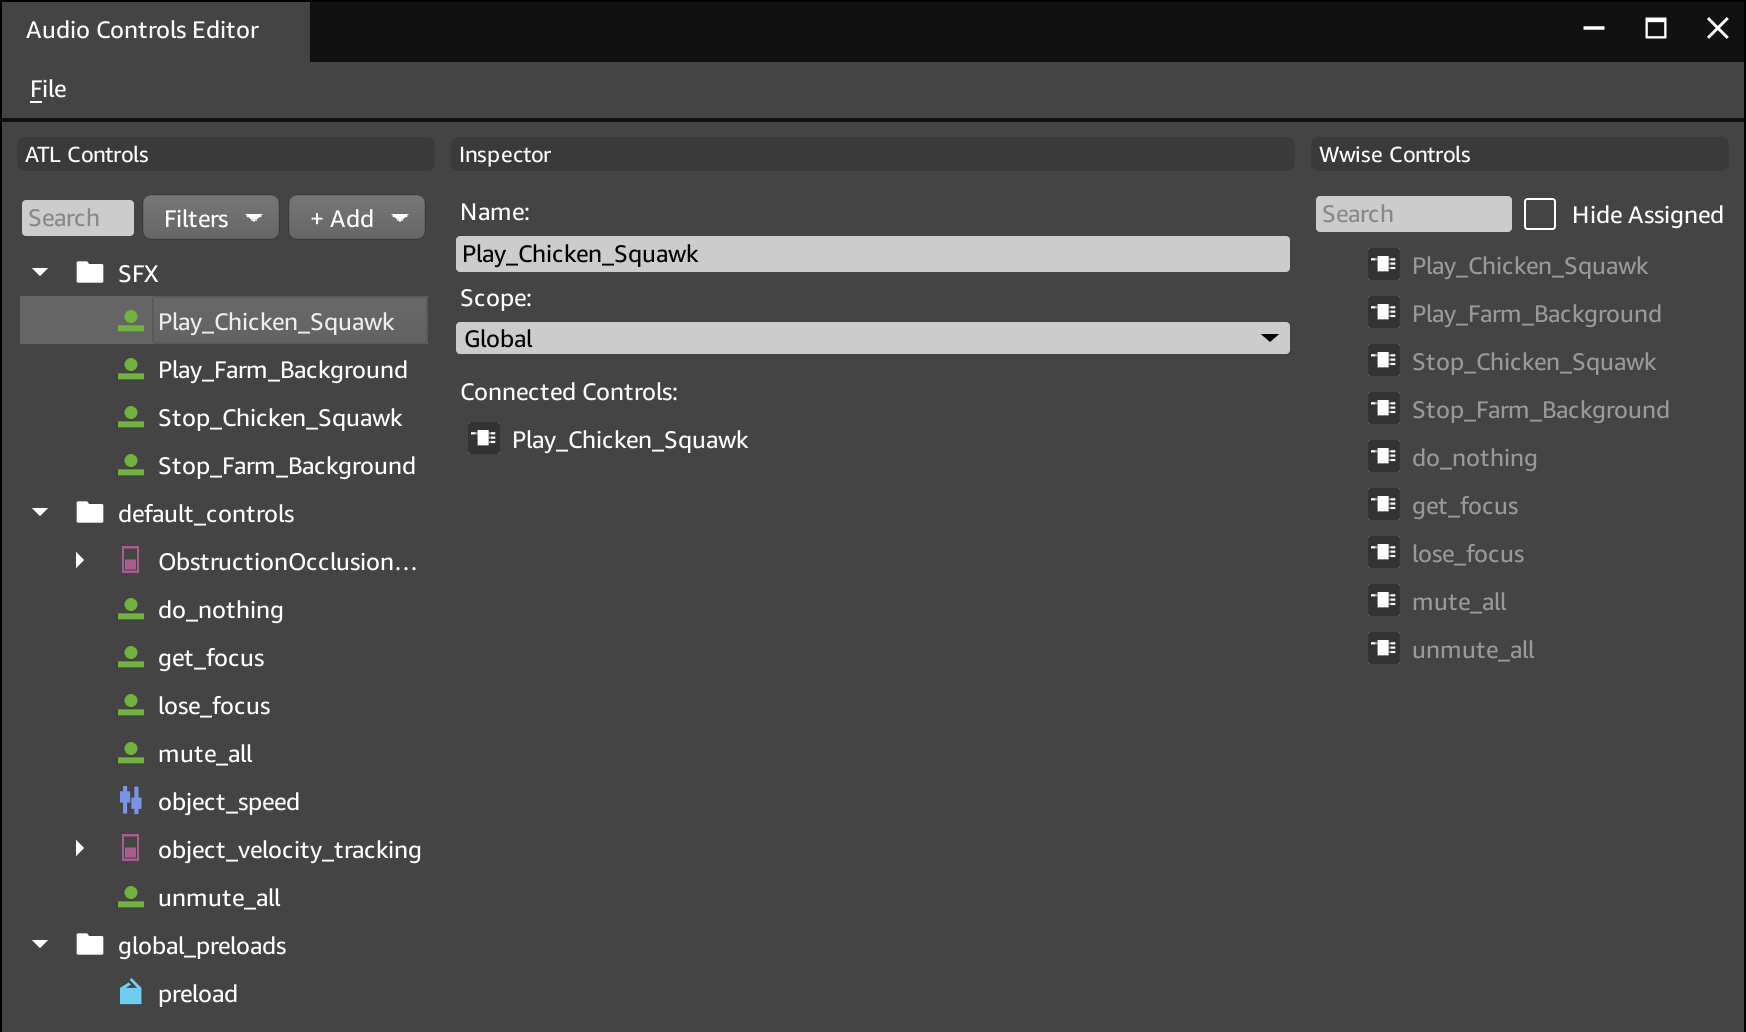 Audio Controls Editor
File
ATL Controls
Search
Filters
+ Add
SFX
Play_Chicken_Squawk
Play_Farm_Background
Stop_Chicken_Squawk
Stop_Farm_Background
default_controls
ObstructionOcclusion...
do_nothing
get_focus
lose_focus
mute_all
object_speed
object_velocity_tracking
unmute_all
global_preloads
preload
Inspector
Name:
Play_Chicken_Squawk
Scope:
Global
Connected Controls:
Play_Chicken_Squawk
Wwise Controls
Search
Hide Assigned
Play_Chicken_Squawk
Play_Farm_Background
Stop_Chicken_Squawk
Stop_Farm_Background
do_nothing
get_focus
lose_focus
mute_all
unmute_all